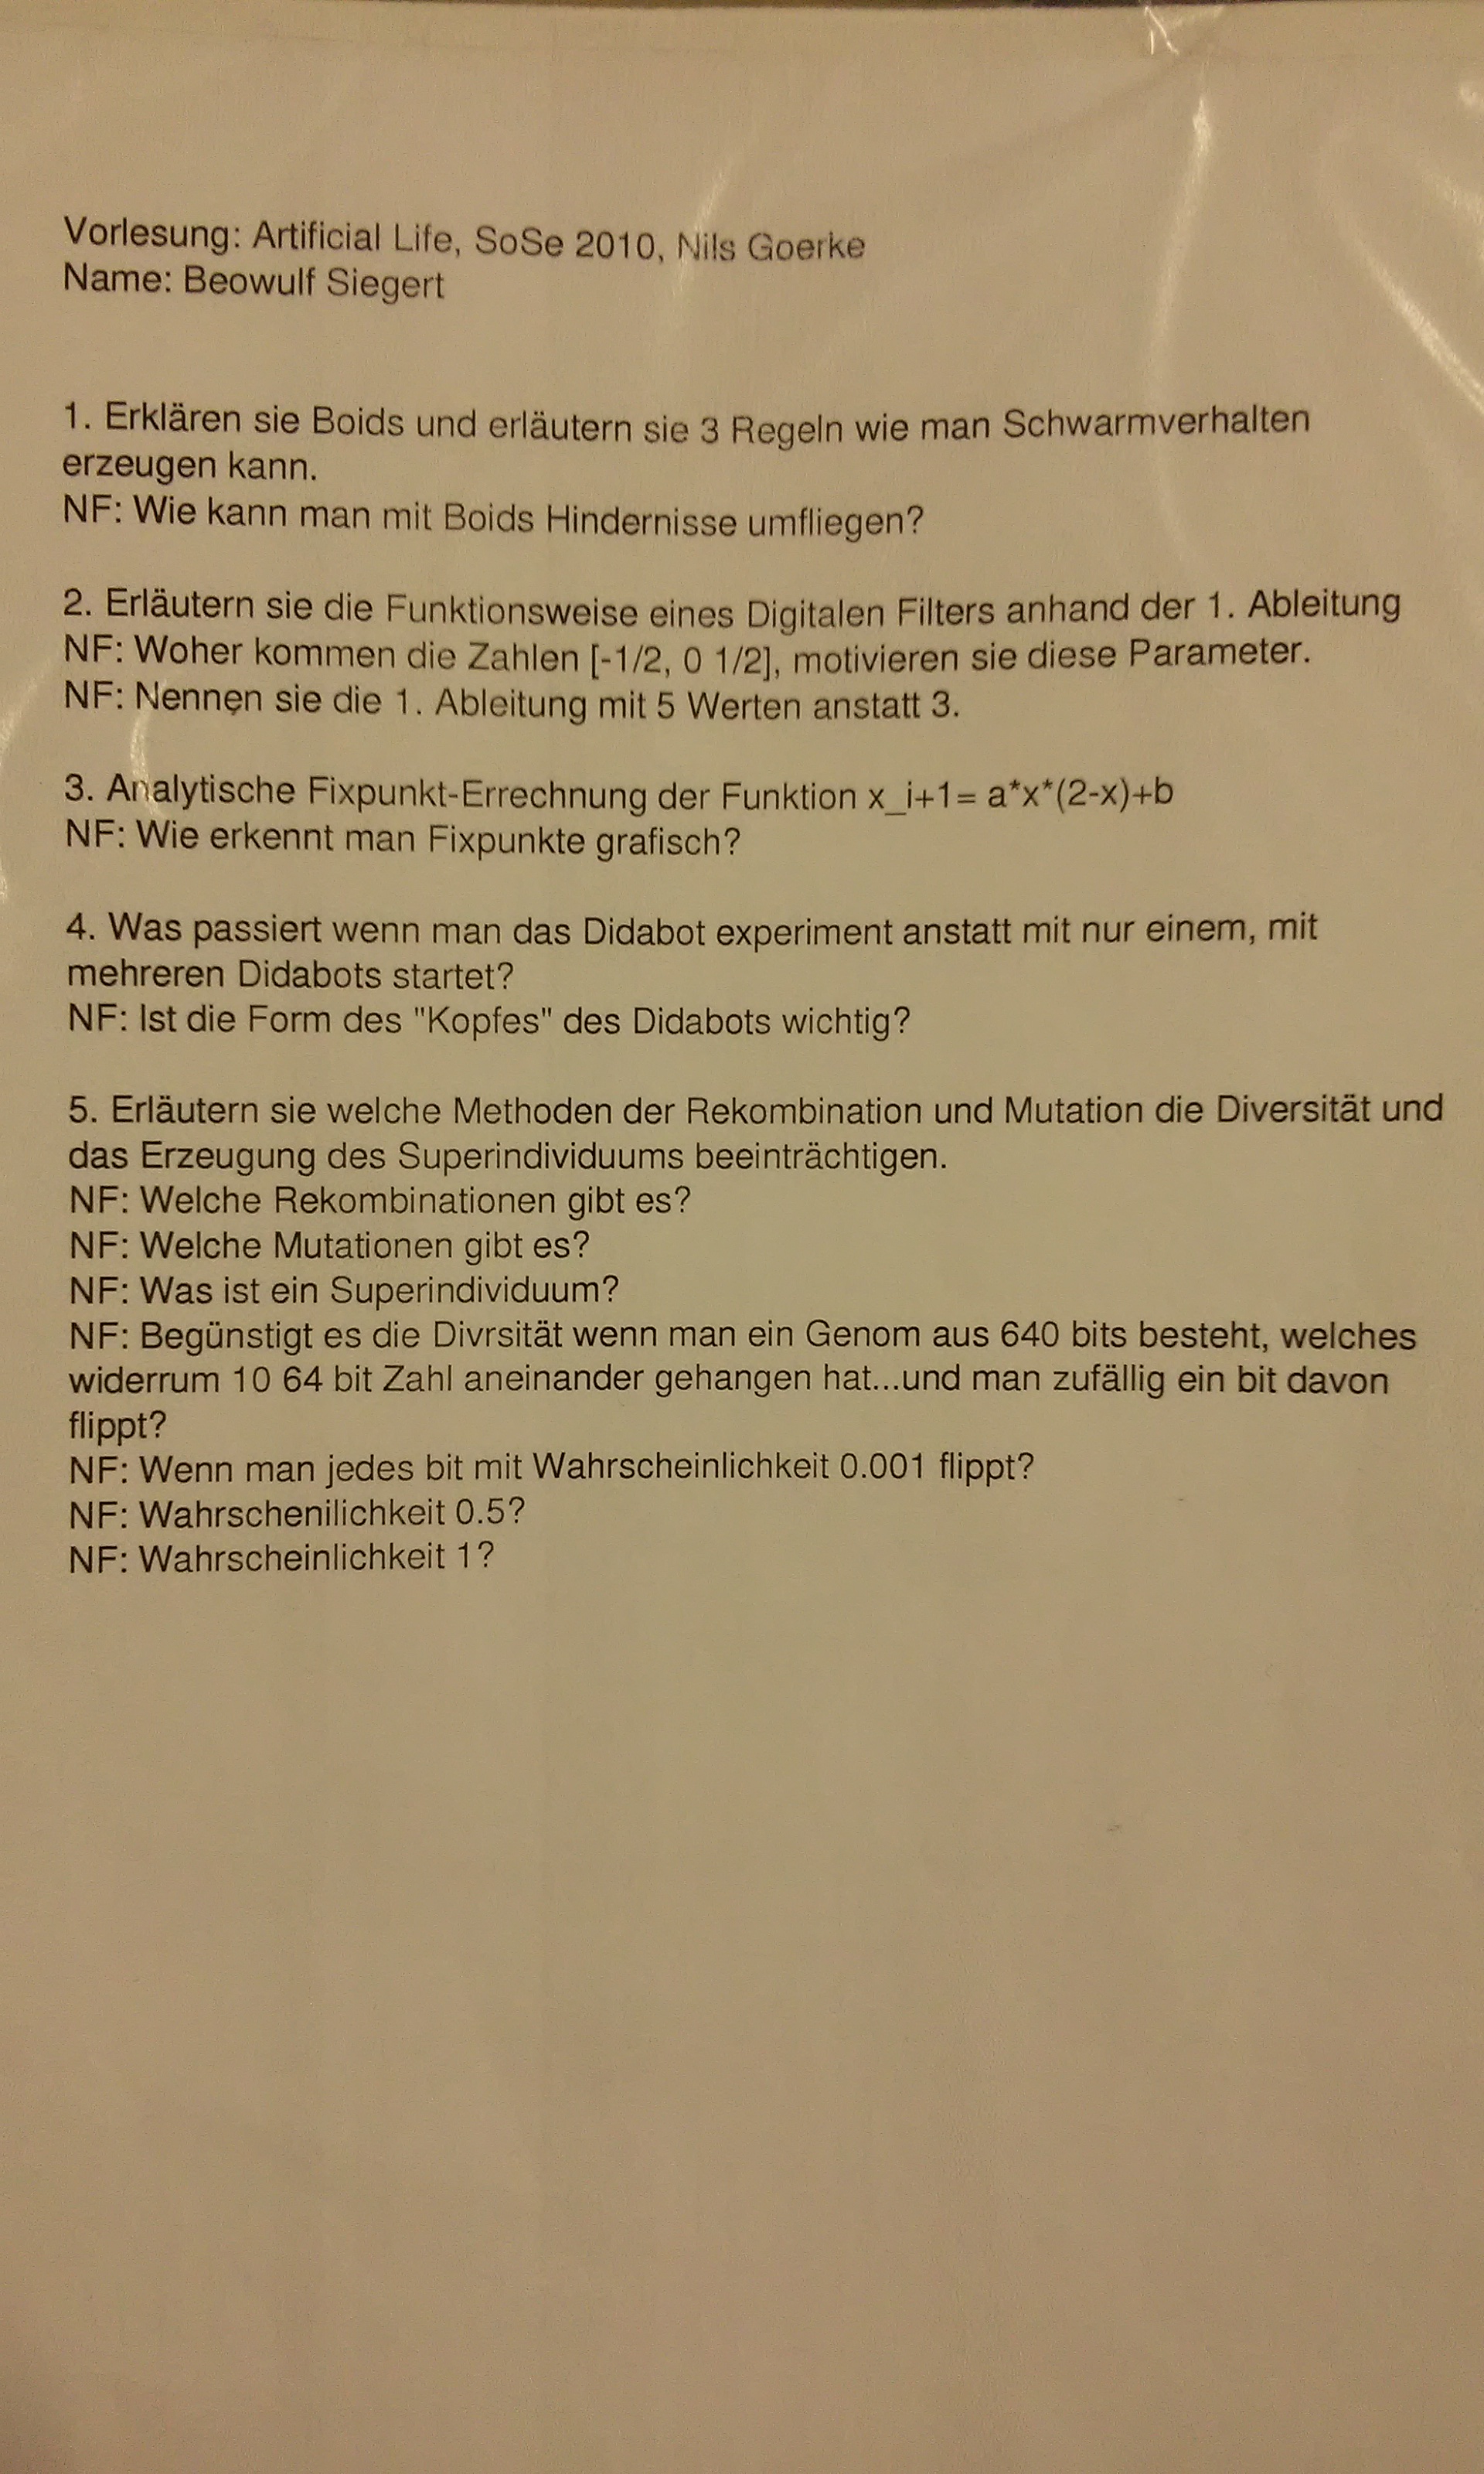 Vorlesung: Artificial Life, SoSe 2010, Nils Goerke
Name: Beowulf Siegert
1. Erklären sie Boids und erläutern sie 3 Regeln wie man Schwarmverhalten
erzeugen kann.
NF: Wie kann man mit Boids Hindernisse umfliegen?
2. Erläutern sie die Funktionsweise eines Digitalen Filters anhand der 1. Ableitung
NF: Woher kommen die Zahlen [-1/2, 0 1/2], motivieren sie diese Parameter.
NF: Nennen sie die 1. Ableitung mit 5 Werten anstatt 3.
3. Analytische Fixpunkt-Errechnung der Funktion x_i+1= a*x*(2-x)+b
NF: Wie erkennt man Fixpunkte grafisch?
4. Was passiert wenn man das Didabot experiment anstatt mit nur einem, mit
mehreren Didabots startet?
NF: Ist die Form des "Kopfes" des Didabots wichtig?
5. Erläutern sie welche Methoden der Rekombination und Mutation die Diversität und
das Erzeugung des Superindividuums beeinträchtigen.
NF: Welche Rekombinationen gibt es?
NF: Welche Mutationen gibt es?
NF: Was ist ein Superindividuum?
NF: Begünstigt es die Divrsität wenn man ein Genom aus 640 bits besteht, welches
widerrum 10 64 bit Zahl aneinander gehangen hat...und man zufällig ein bit davon
flippt?
NF: Wenn man jedes bit mit Wahrscheinlichkeit 0.001 flippt?
NF: Wahrschenilichkeit 0.5?
NF: Wahrscheinlichkeit 1?